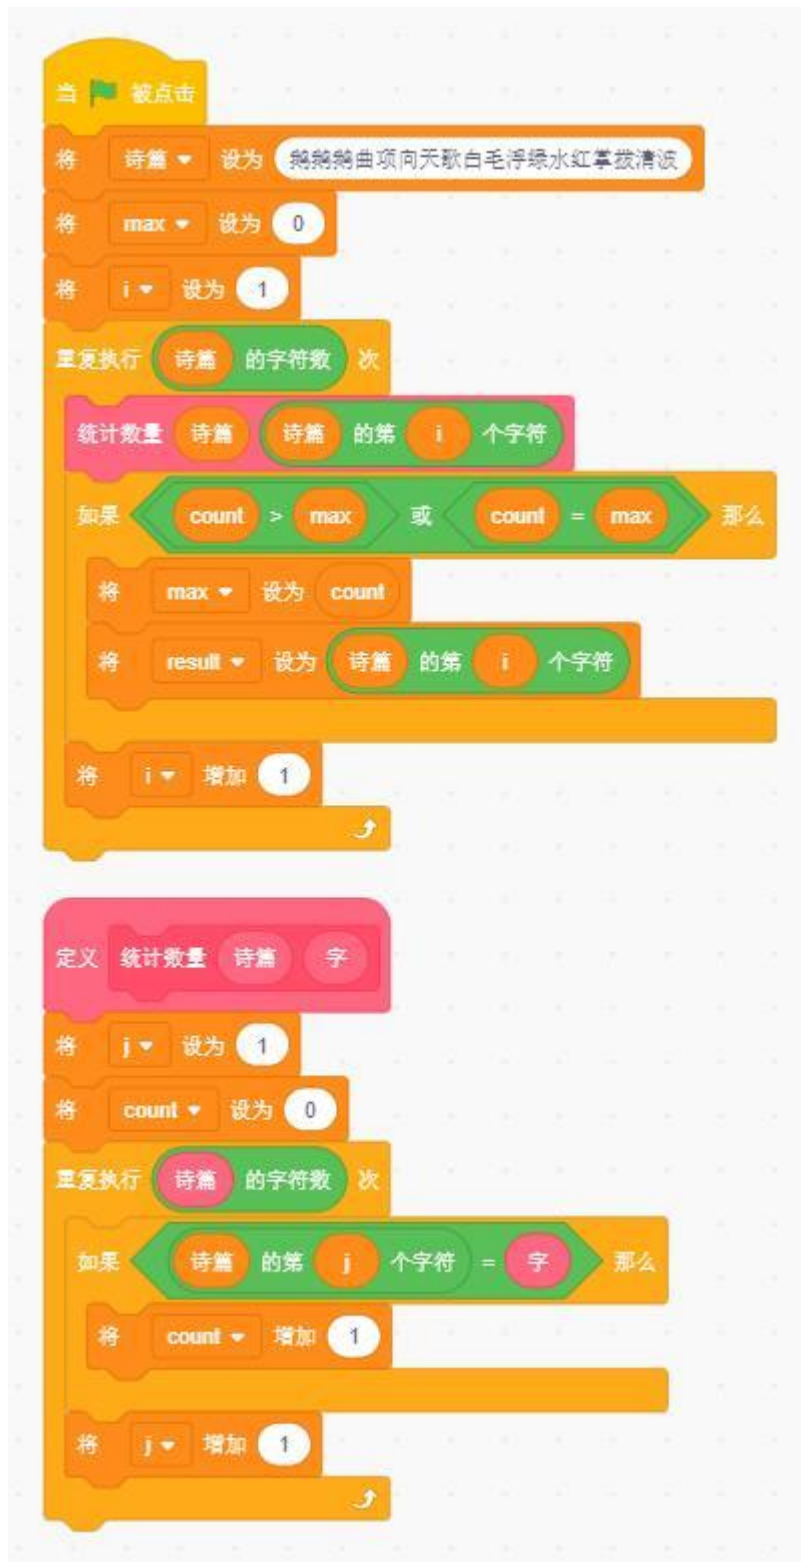 当 被点击
将 诗篇 设为 鹅鹅鹅曲项向天歌白毛浮绿水红掌拨清波
将 max 设为 0
将 i 设为 1
重复执行 诗篇 的字符数 次
统计数量 诗篇 诗篇 的第 i 个字符
如果 count > max 或 count = max 那么
将 max 设为 count
将 result 设为 诗篇 的第 i 个字符
将 i 增加 1
定义 统计数量 诗篇 字
将 j 设为 1
将 count 设为 0
重复执行 诗篇 的字符数 次
如果 诗篇 的第 j 个字符 = 字 那么
将 count 增加 1
将 j 增加 1